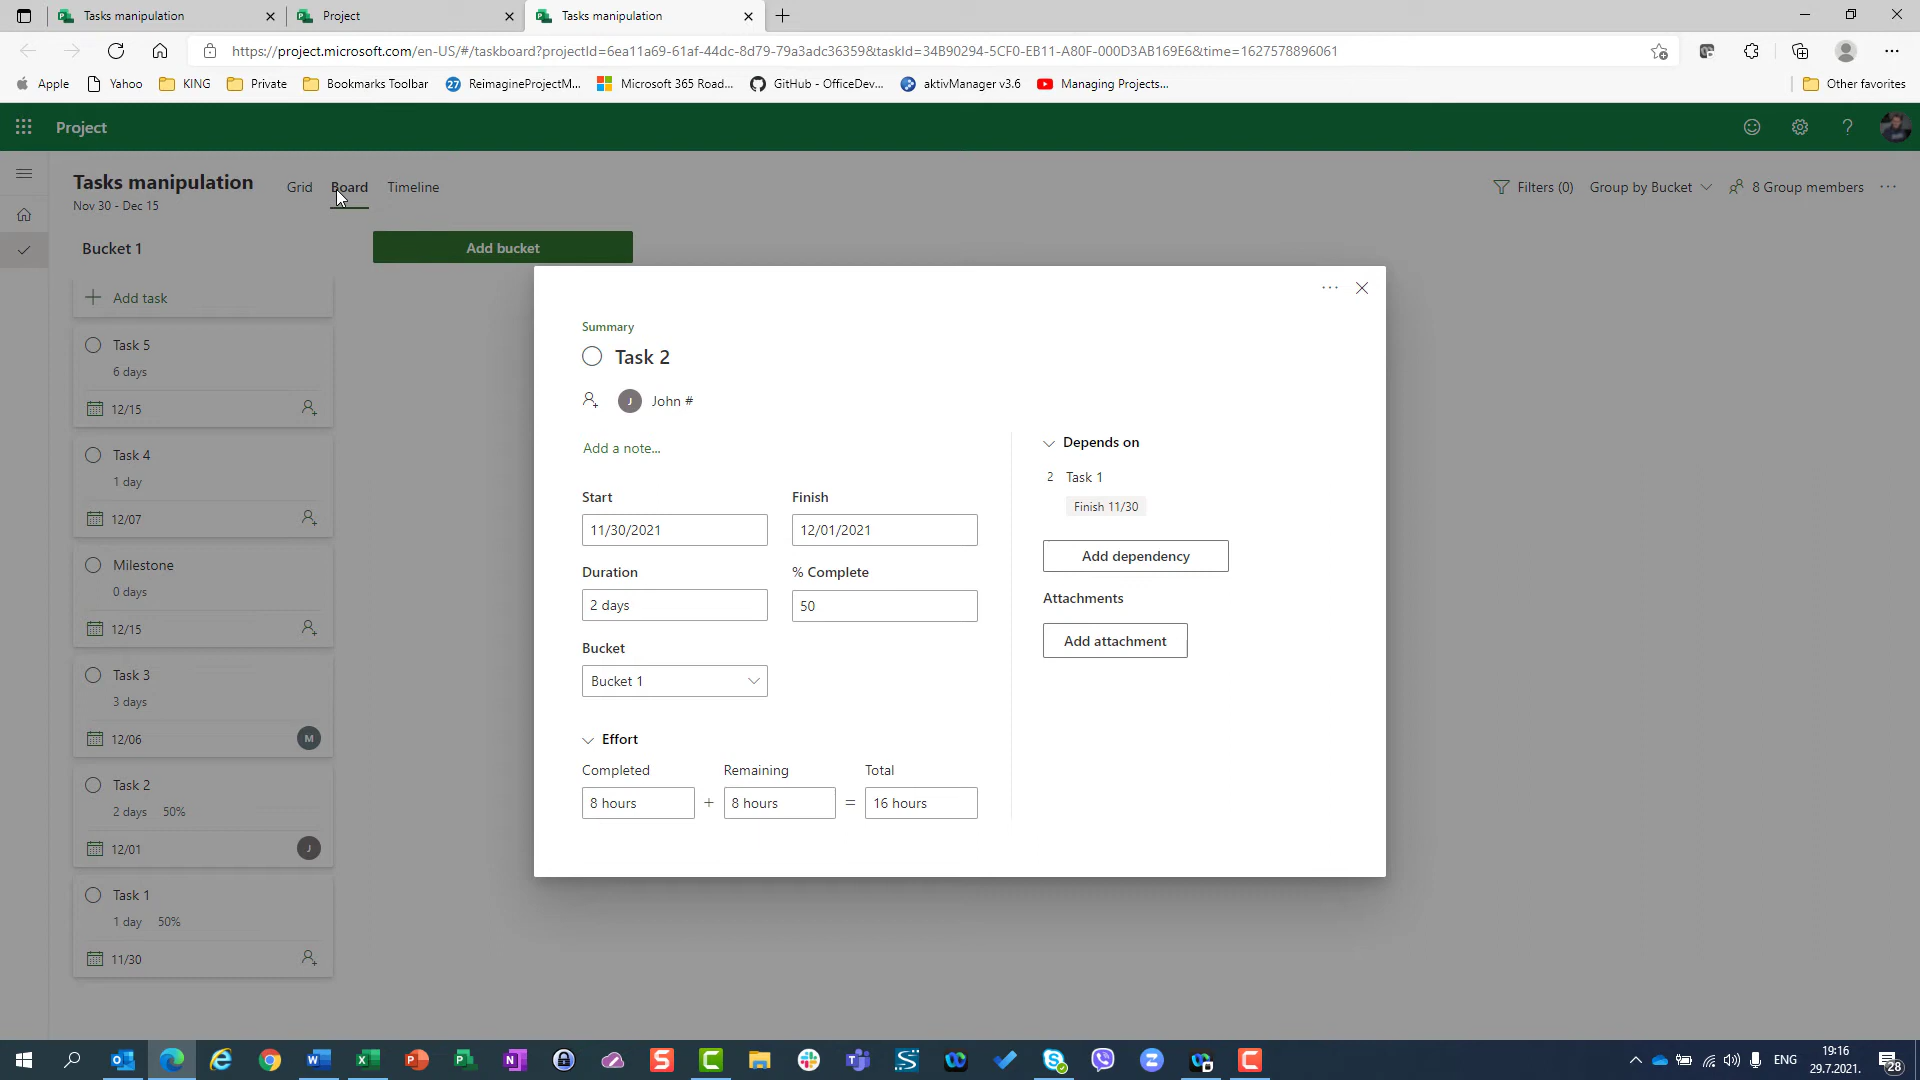 Tasks manipulation
Project
Tasks manipulation
https://project.microsoft.com/en-US/#/taskboard?projectId=6ea11a69-61af-44dc-8d79-79a3adc36359&taskId=34B90294-5CF0-EB11-A80F-000D3AB169E6&time=1627578896061
Apple
Yahoo
KING
Private
Bookmarks Toolbar
27 ReimagineProjectM...
Microsoft 365 Road...
GitHub - OfficeDev...
aktivManager v3.6
Managing Projects...
Other favorites
Project
Tasks manipulation
Nov 30 - Dec 15
Grid
Board
Timeline
Filters (0)
Group by Bucket
8 Group members
Bucket 1
Add bucket
Add task
Task 5
6 days
12/15
Task 4
1 day
12/07
Milestone
0 days
12/15
Task 3
3 days
12/06
M
Task 2
2 days 50%
12/01
J
Task 1
1 day 50%
11/30
Summary
Task 2
J John #
Add a note...
Start
11/30/2021
Finish
12/01/2021
Duration
2 days
% Complete
50
Bucket
Bucket 1
Effort
Completed
8 hours
+
Remaining
8 hours
=
Total
16 hours
Depends on
2 Task 1
Finish 11/30
Add dependency
Attachments
Add attachment
ENG
19:16
29.7.2021.
28